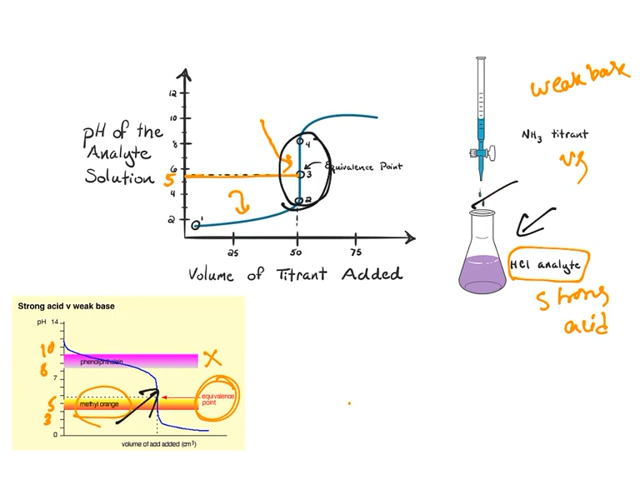 12
10
8
6
5
2
pH of the
Analyte
Solution
1
2
3
4
Equivalence Point
25
50
75
Volume of Titrant Added
weak base
NH3 titrant
vs
HCl analyte
Strong
acid
Strong acid v weak base
pH 14
10
phenolphthalein
X
8
7
5
methyl orange
3
equivalence
point
0
volume of acid added (cm³)